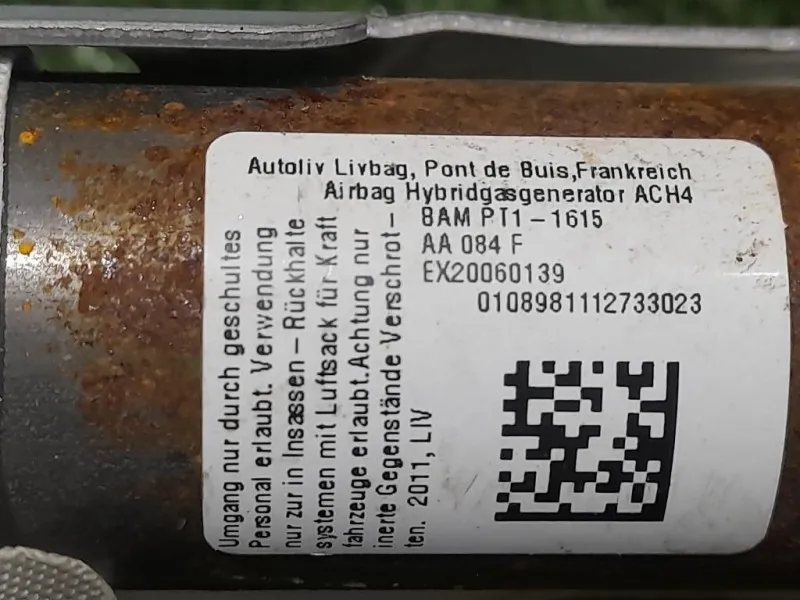 Autoliv Livbag, Pont de Buis,Frankreich
Airbag Hybridgasgenerator ACH4
BAM PT1-1615
AA 084 F
EX20060139
0108981112733023
Umgang nur durch geschultes
Personal erlaubt. Verwendung
nur zur in Insassen-Rückhalte
systemen mit Luftsack für Kraft
fahrzeuge erlaubt.Achtung nur
inerte Gegenstände Verschrot-
ten. 2011, LIV